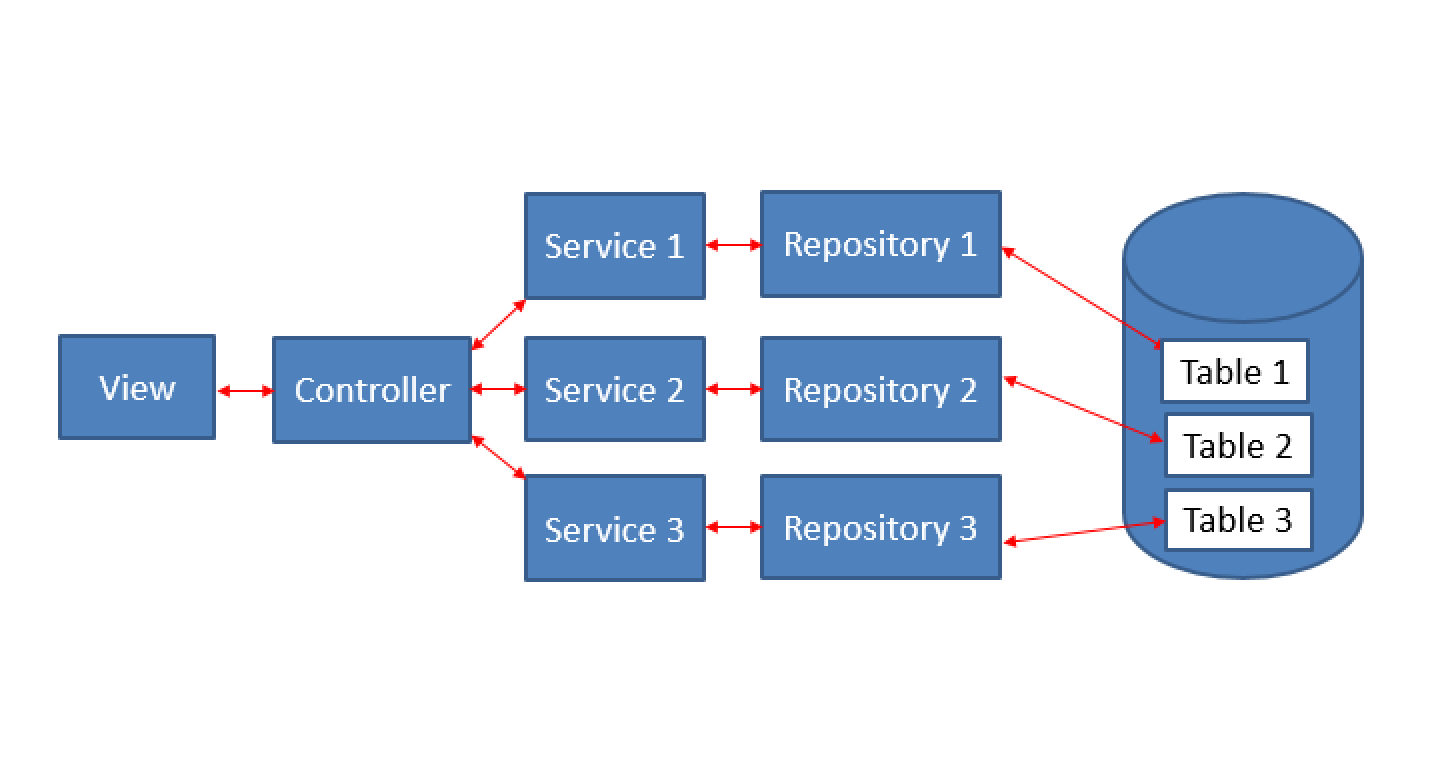 Service 1
Repository 1
View
Controller
Service 2
Repository 2
Service 3
Repository 3
Table 1
Table 2
Table 3